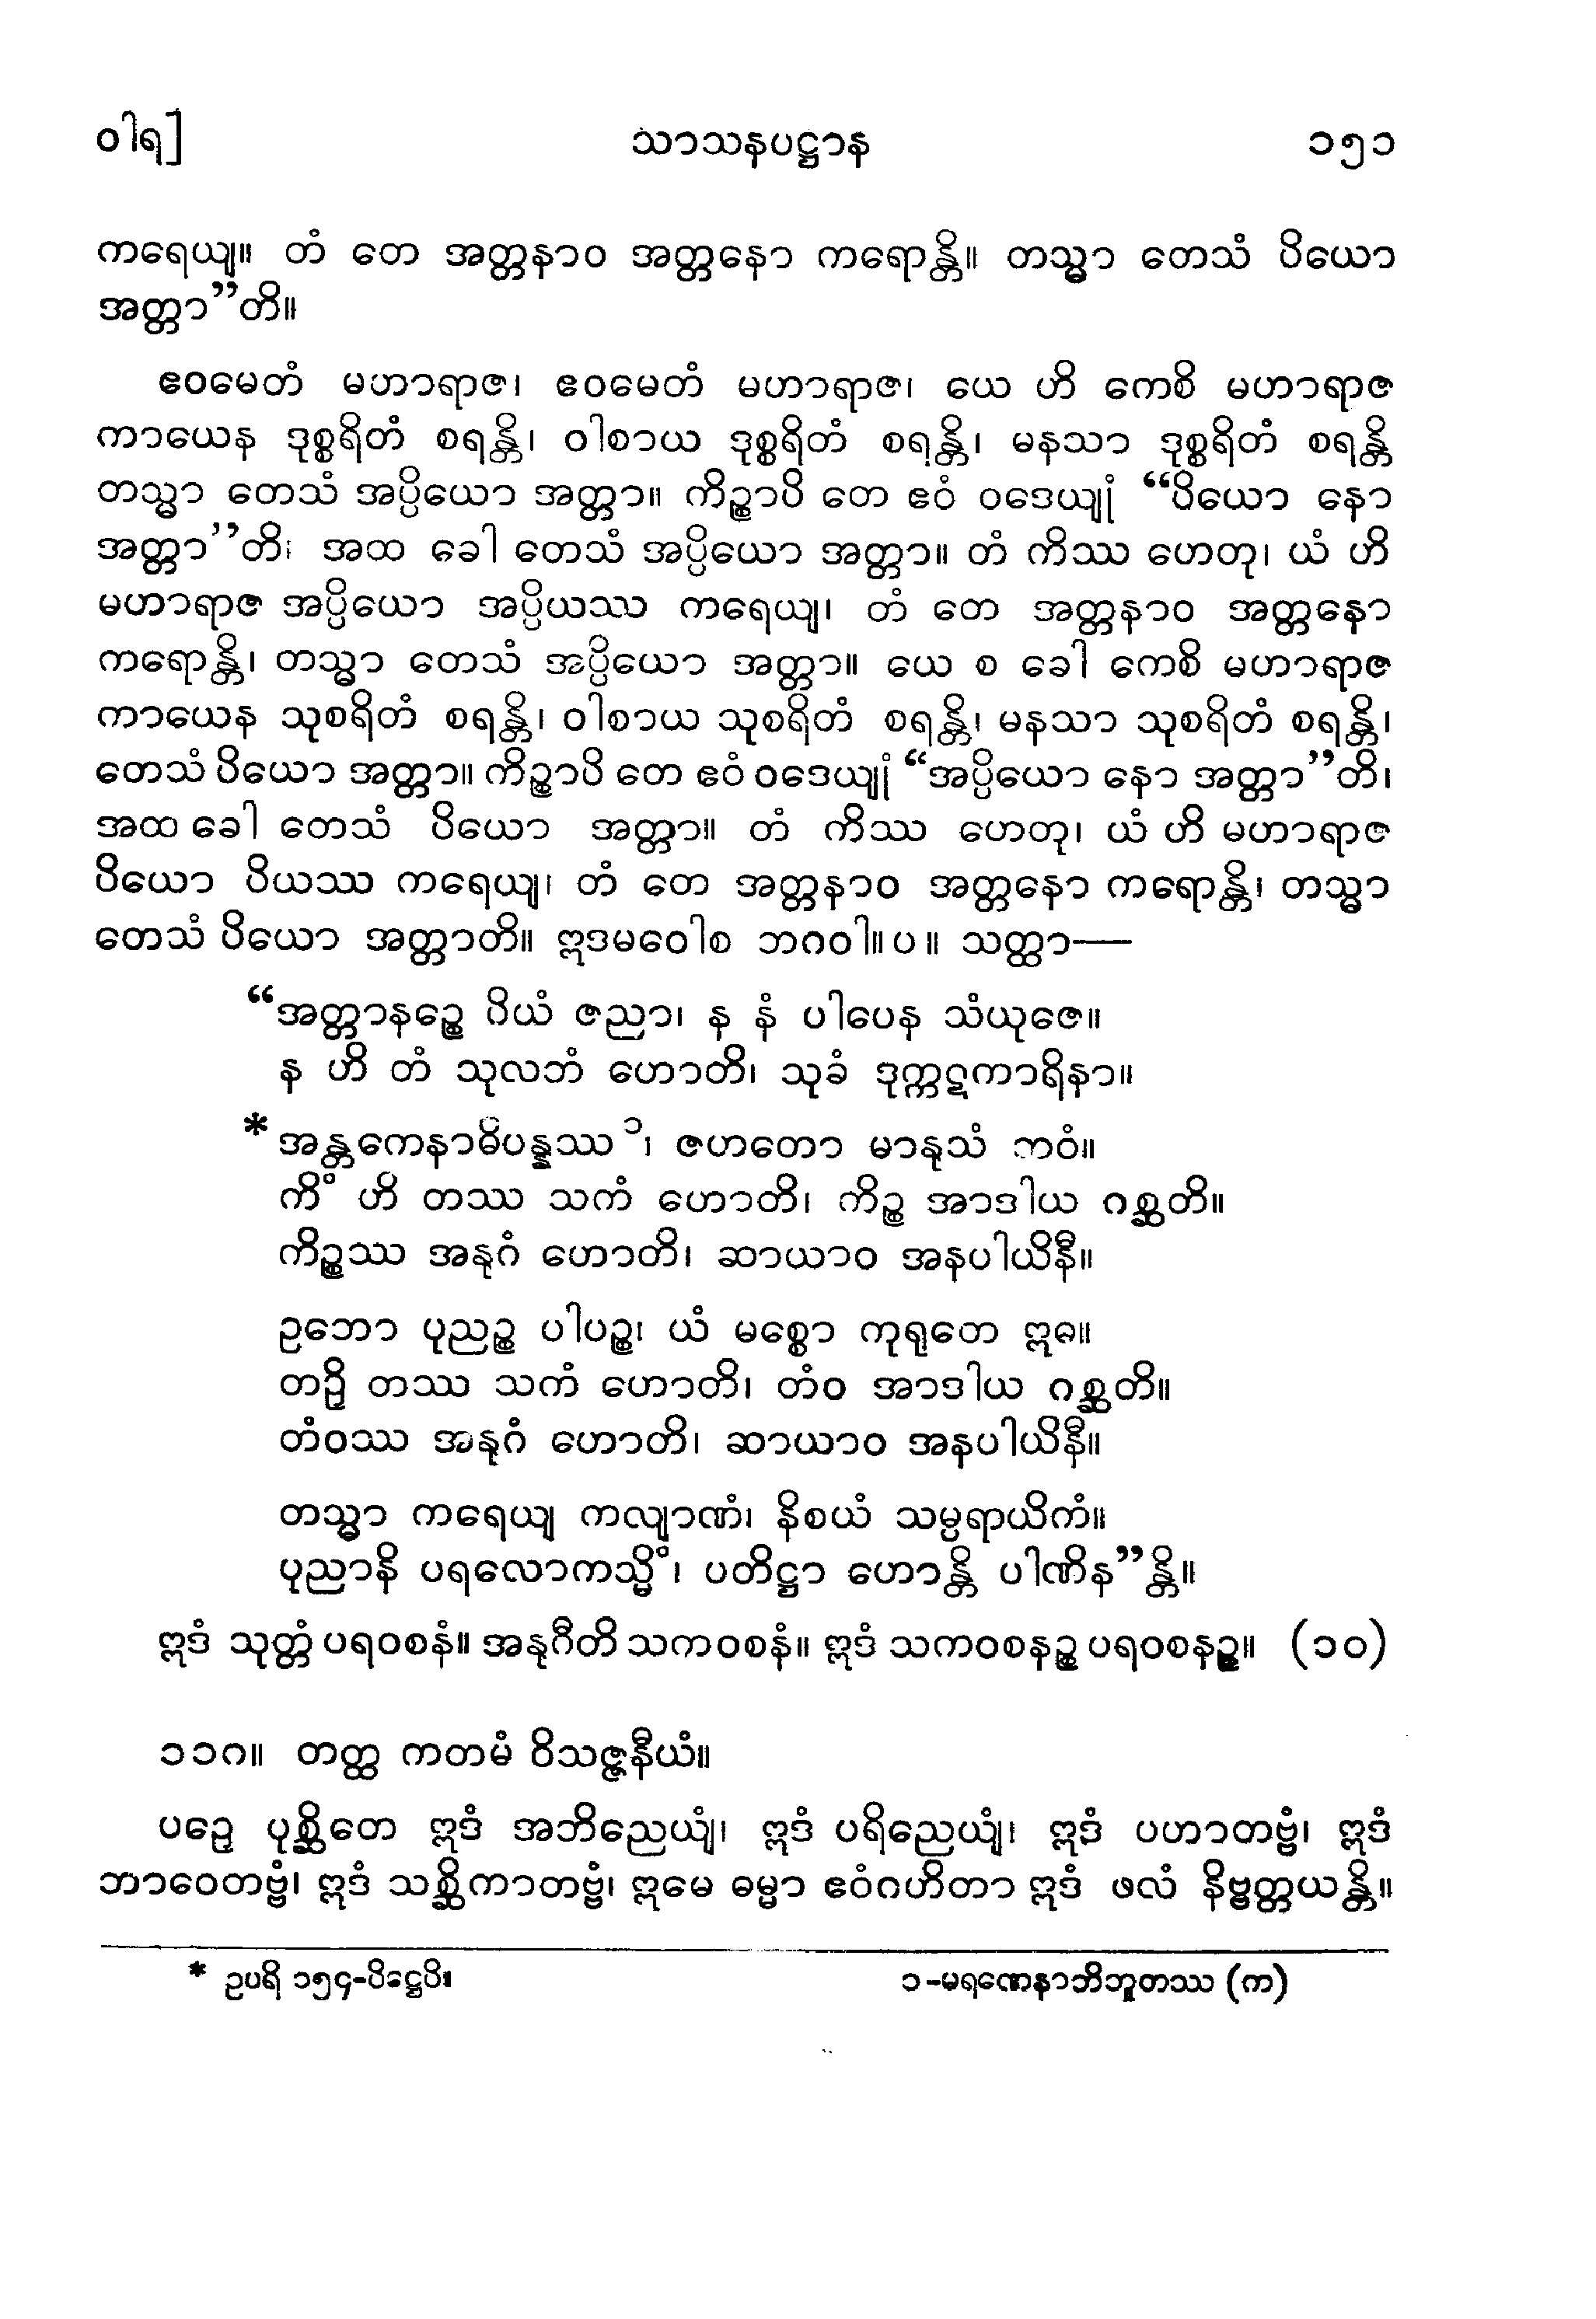 ဝါရ] သာသနပဋ္ဌာန ၁၅၁
ကရေယျ။ တံ တေ အတ္တနာဝ အတ္တနော ကရောန္တိ။ တသ္မာ တေသံ ပိယော
အတ္တာ”တိ။
ဧဝမေတံ မဟာရာဇ၊ ဧဝမေတံ မဟာရာဇ၊ ယေ ဟိ ကေစိ မဟာရာဇ
ကာယေန ဒုစ္စရိတံ စရန္တိ၊ ဝါစာယ ဒုစ္စရိတံ စရန္တိ၊ မနသာ ဒုစ္စရိတံ စရန္တိ
တသ္မာ တေသံ အပ္ပိယော အတ္တာ။ ကိဉ္စာပိ တေ ဧဝံ ဝဒေယျုံ “ပိယော နော
အတ္တာ”တိ၊ အထ ခေါ တေသံ အပ္ပိယော အတ္တာ။ တံ ကိဿ ဟေတု၊ ယံ ဟိ
မဟာရာဇ အပ္ပိယော အပ္ပိယဿ ကရေယျ၊ တံ တေ အတ္တနာဝ အတ္တနော
ကရောန္တိ၊ တသ္မာ တေသံ အပ္ပိယော အတ္တာ။ ယေ စ ခေါ ကေစိ မဟာရာဇ
ကာယေန သုစရိတံ စရန္တိ၊ ဝါစာယ သုစရိတံ စရန္တိ၊ မနသာ သုစရိတံ စရန္တိ၊
တေသံ ပိယော အတ္တာ။ ကိဉ္စာပိ တေ ဧဝံ ဝဒေယျုံ “အပ္ပိယော နော အတ္တာ”တိ၊
အထ ခေါ တေသံ ပိယော အတ္တာ။ တံ ကိဿ ဟေတု၊ ယံ ဟိ မဟာရာဇ
ပိယော ပိယဿ ကရေယျ၊ တံ တေ အတ္တနာဝ အတ္တနော ကရောန္တိ၊ တသ္မာ
တေသံ ပိယော အတ္တာတိ။ ဣဒမဝေါစ ဘဂဝါ။ ပ။ သတ္ထာ—
“အတ္တာနဉ္စေ ပိယံ ဇညာ၊ န နံ ပါပေန သံယုဇေ။
န ဟိ တံ သုလဘံ ဟောတိ၊ သုခံ ဒုက္ကဋကာရိနာ။
* အန္တကေနာဓိပန္နဿ ၁၊ ဇဟတော မာနုသံ ဘဝံ။
ကိံ ဟိ တဿ သကံ ဟောတိ၊ ကိဉ္စ အာဒါယ ဂစ္ဆတိ။
ကိဉ္စဿ အနုဂံ ဟောတိ၊ ဆာယာဝ အနပါယိနီ။
ဥဘော ပုညဉ္စ ပါပဉ္စ၊ ယံ မစ္စော ကုရုတေ ဣဓ။
တဉှိ တဿ သကံ ဟောတိ၊ တံဝ အာဒါယ ဂစ္ဆတိ။
တံဝဿ အနုဂံ ဟောတိ၊ ဆာယာဝ အနပါယိနီ။
တသ္မာ ကရေယျ ကလျာဏံ၊ နိစယံ သမ္ပရာယိကံ။
ပုညာနိ ပရလောကသ္မိံ၊ ပတိဋ္ဌာ ဟောန္တိ ပါဏိန”န္တိ။
ဣဒံ သုတ္တံ ပရဝစနံ။ အနုဂီတိ သကဝစနံ။ ဣဒံ သကဝစနဉ္စ ပရဝစနဉ္စ။ (၁၀)
၁၁ဂ။ တတ္ထ ကတမံ ဝိသဇ္ဇနီယံ။
ပဉှေ ပုစ္ဆိတေ ဣဒံ အဘိညေယျံ၊ ဣဒံ ပရိညေယျံ၊ ဣဒံ ပဟာတဗ္ဗံ၊ ဣဒံ
ဘာဝေတဗ္ဗံ၊ ဣဒံ သစ္ဆိကာတဗ္ဗံ၊ ဣမေ ဓမ္မာ ဧဝံဂဟိတာ ဣဒံ ဖလံ နိဗ္ဗတ္တယန္တိ။
* ဥပရိ ၁၅၄-ပိဋ္ဌေပိ။ ၁-မရဏေနာဘိဘူတဿ (က)